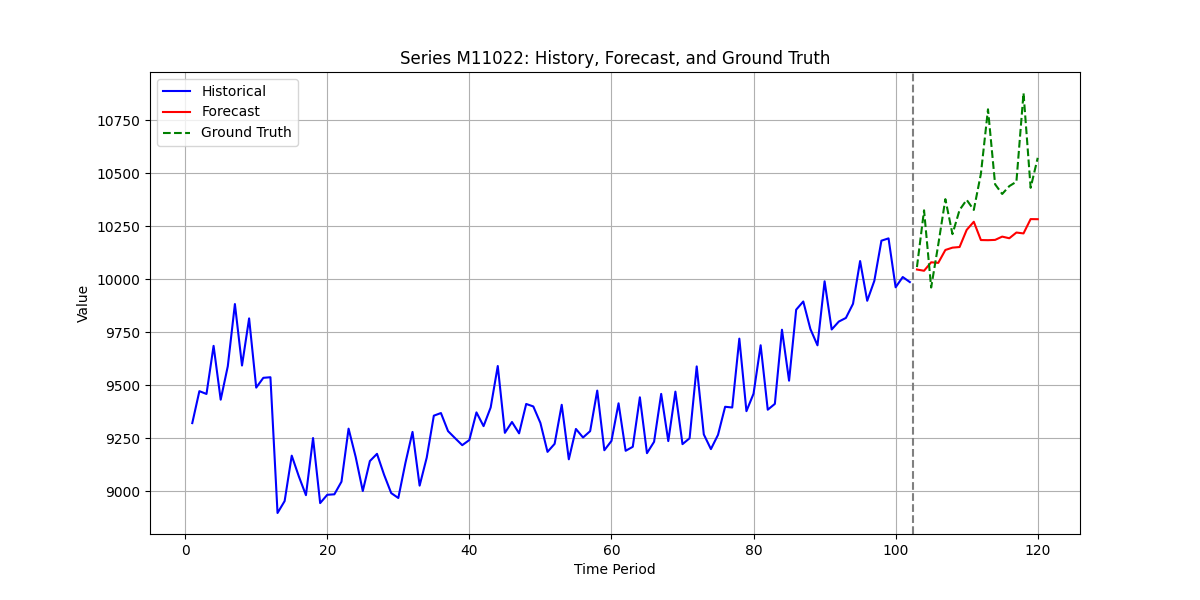 Series M11022: History, Forecast, and Ground Truth
Historical
Forecast
Ground Truth
Value
10750
10500
10250
10000
9750
9500
9250
9000
0 20 40 60 80 100 120
Time Period